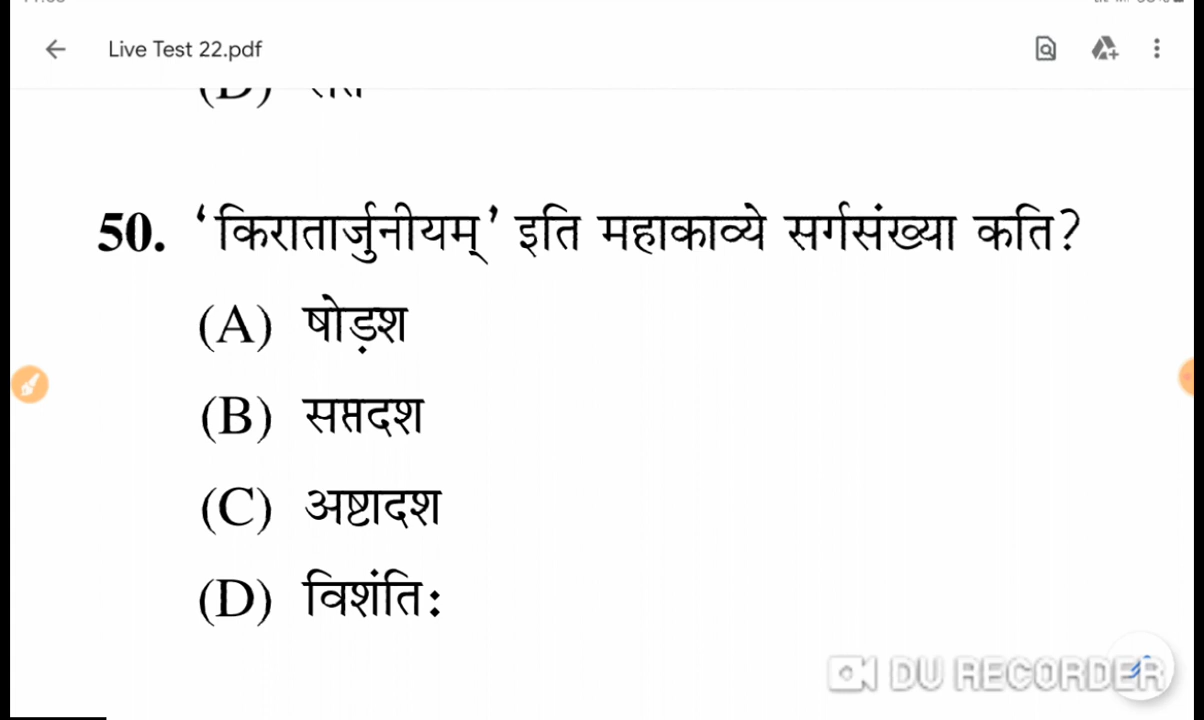 Live Test 22.pdf
50. ‘किरातार्जुनीयम्’ इति महाकाव्ये सर्गसंख्या कति?
(A) षोड़श
(B) सप्तदश
(C) अष्टादश
(D) विशंतिः
DU RECORDER